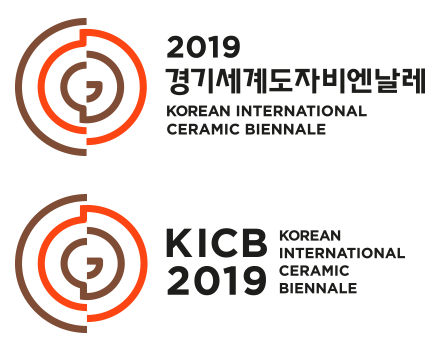 2019
경기세계도자비엔날레
KOREAN INTERNATIONAL
CERAMIC BIENNALE
KICB
2019
KOREAN
INTERNATIONAL
CERAMIC
BIENNALE